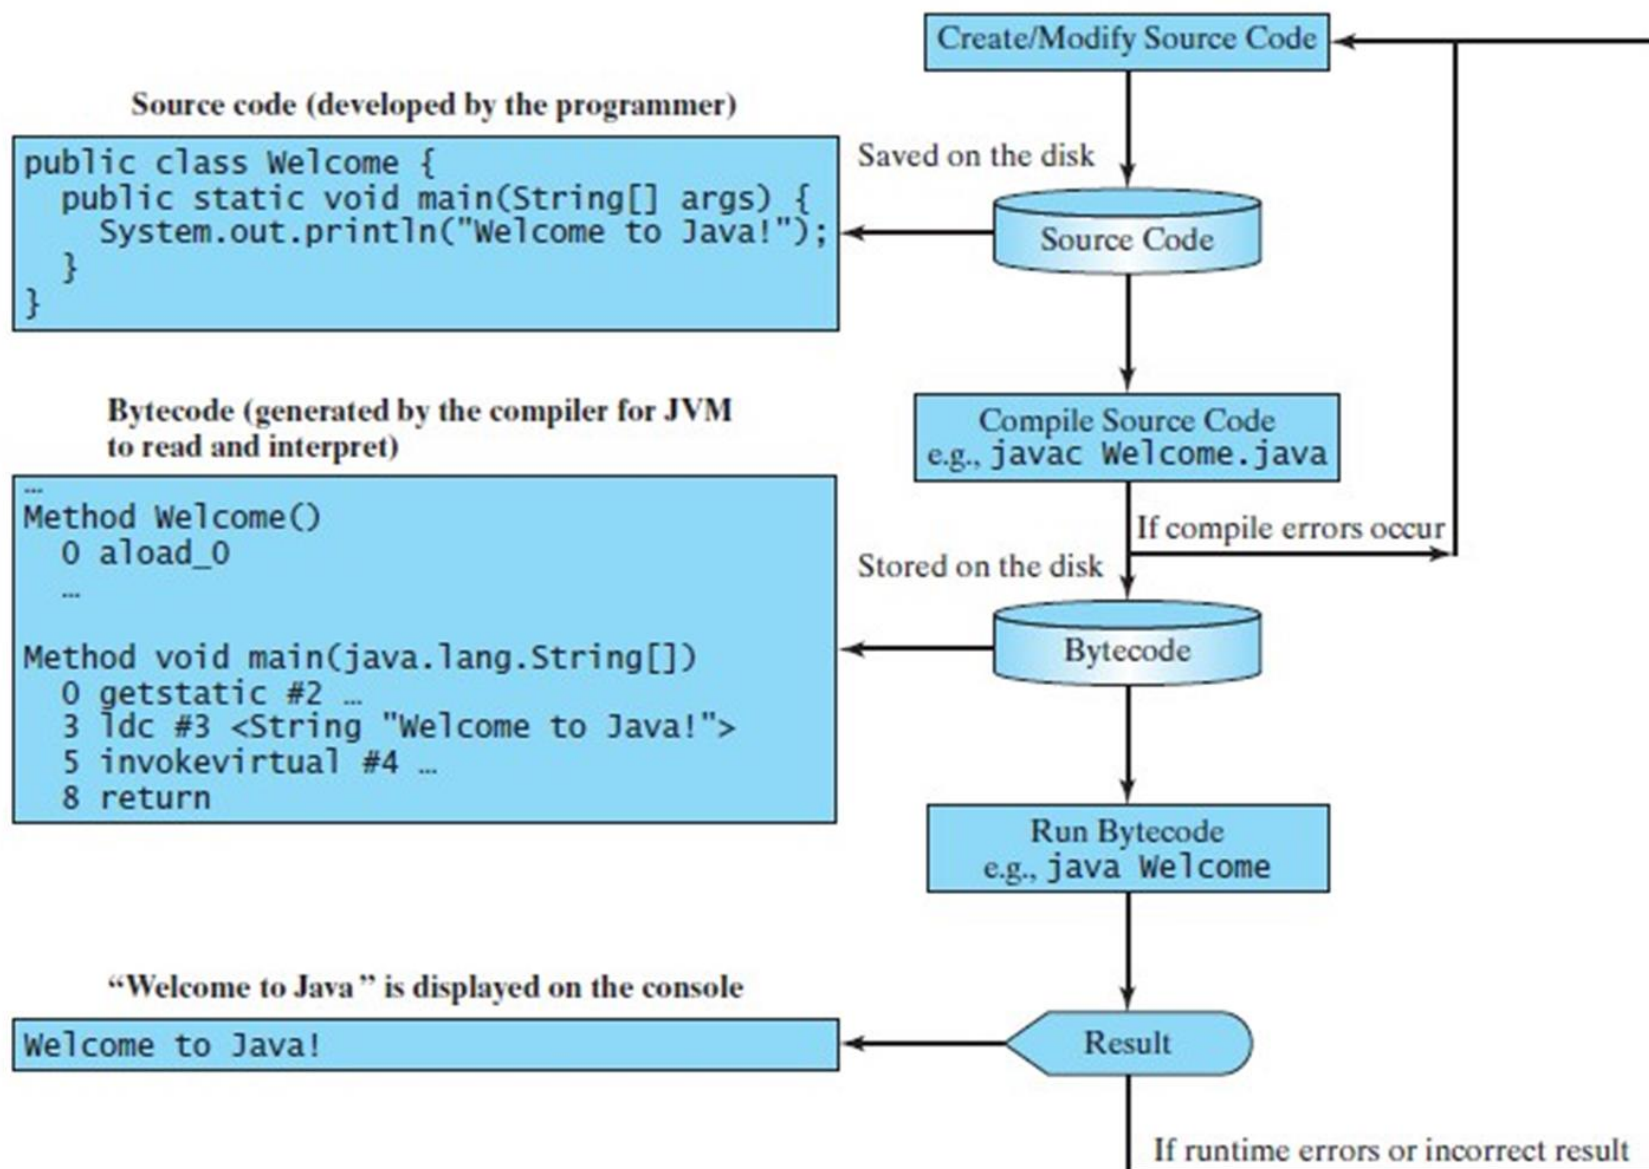 Create/Modify Source Code
Source code (developed by the programmer)
public class Welcome {
  public static void main(String[] args) {
    System.out.println("Welcome to Java!");
  }
}
Saved on the disk
Source Code
Compile Source Code
e.g., javac Welcome.java
If compile errors occur
Bytecode (generated by the compiler for JVM
to read and interpret)
…
Method Welcome()
  0 aload_0
  …
Method void main(java.lang.String[])
  0 getstatic #2 …
  3 ldc #3 <String "Welcome to Java!">
  5 invokevirtual #4 …
  8 return
Stored on the disk
Bytecode
Run Bytecode
e.g., java Welcome
“Welcome to Java” is displayed on the console
Welcome to Java!
Result
If runtime errors or incorrect result